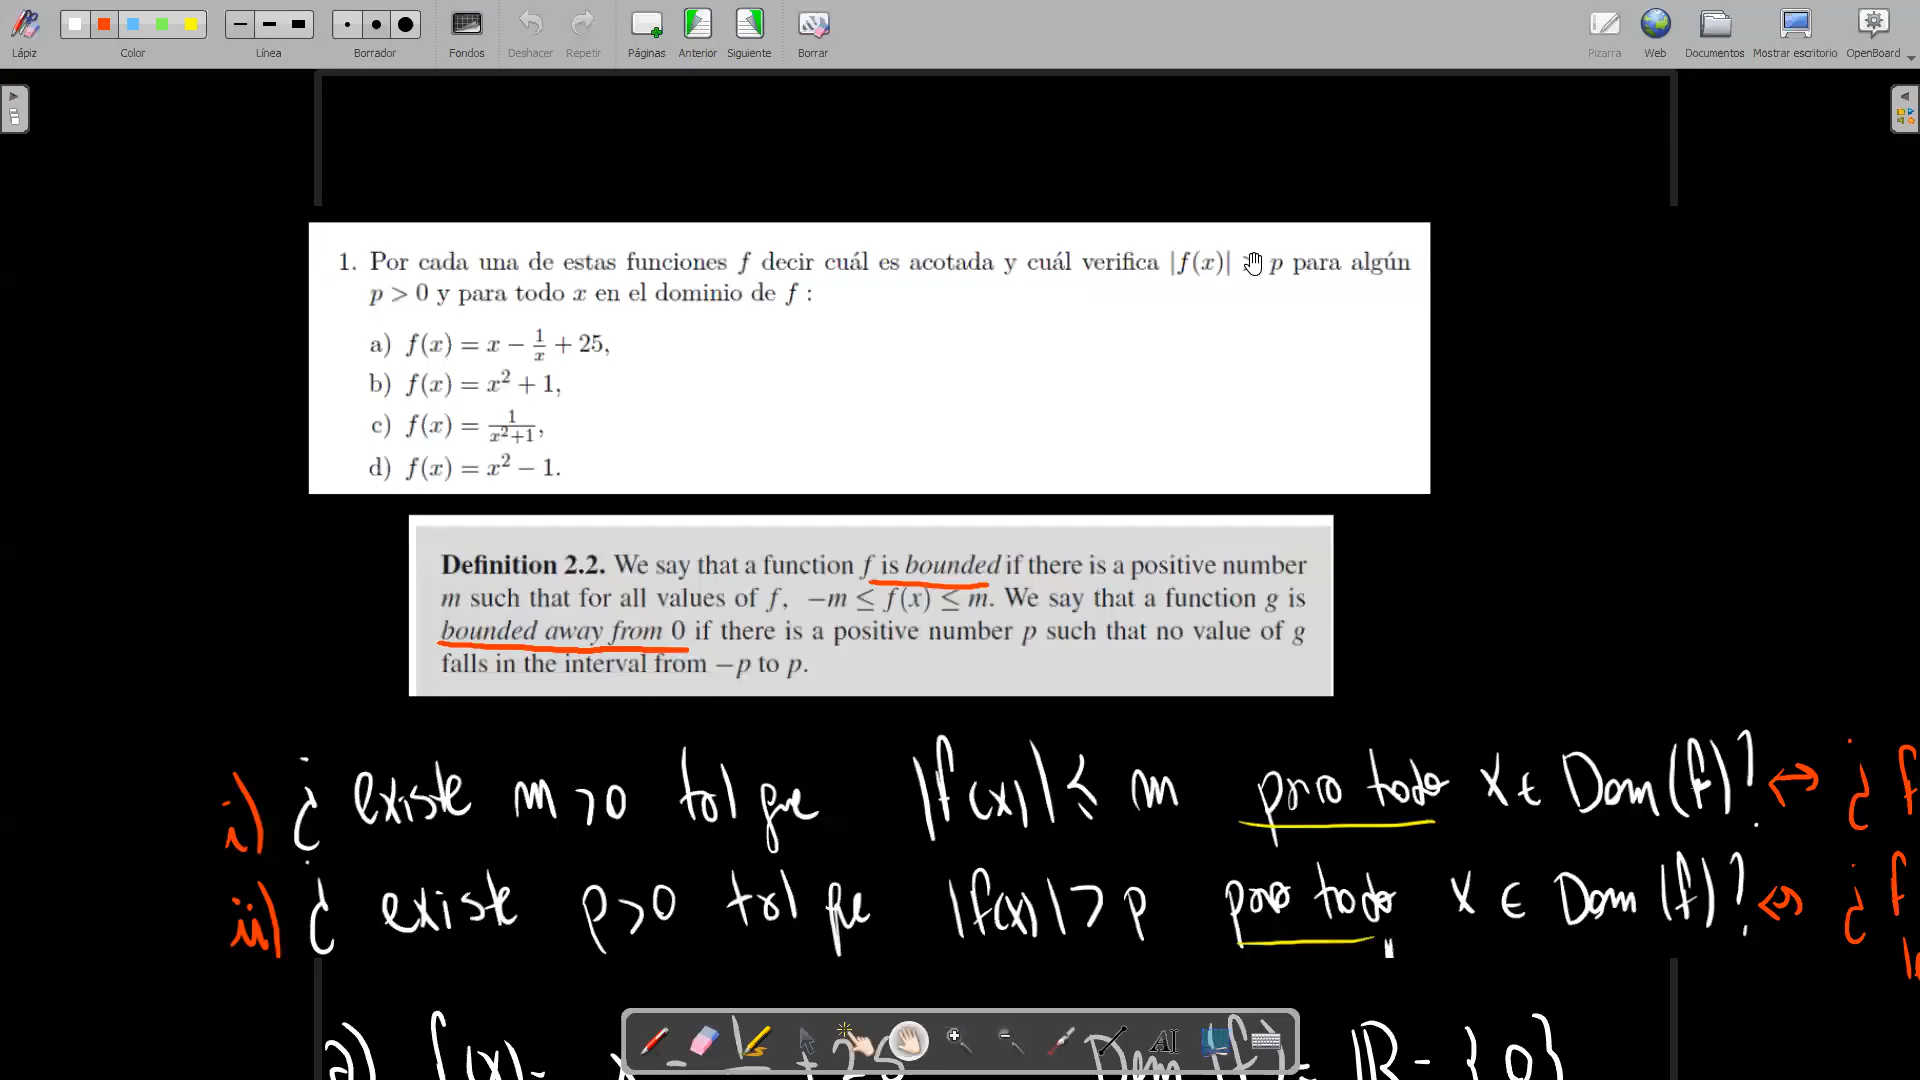 Lápiz Color Línea Borrador Fondos Deshacer Repetir Páginas Anterior Siguiente Borrar Pizarra Web Documentos Mostrar escritorio OpenBoard
1. Por cada una de estas funciones f decir cuál es acotada y cuál verifica |f(x)| > p para algún
p > 0 y para todo x en el dominio de f :
a) f(x) = x − 1/x + 25,
b) f(x) = x² + 1,
c) f(x) = 1/(x²+1),
d) f(x) = x² − 1.
Definition 2.2. We say that a function f is bounded if there is a positive number
m such that for all values of f, −m ≤ f(x) ≤ m. We say that a function g is
bounded away from 0 if there is a positive number p such that no value of g
falls in the interval from −p to p.
i) ¿ existe m > 0 tal que |f(x)| ≤ m para todo x ∈ Dom(f)? ↔ ¿ f
ii) ¿ existe p > 0 tal que |f(x)| > p para todo x ∈ Dom(f)? ⇔ ¿ f
a) f(x) = x + 25 Dom(f) = ℝ - {0}